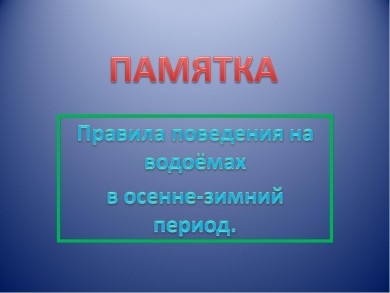 ПАМЯТКА
Правила поведения на
водоёмах
в осенне-зимний
период.